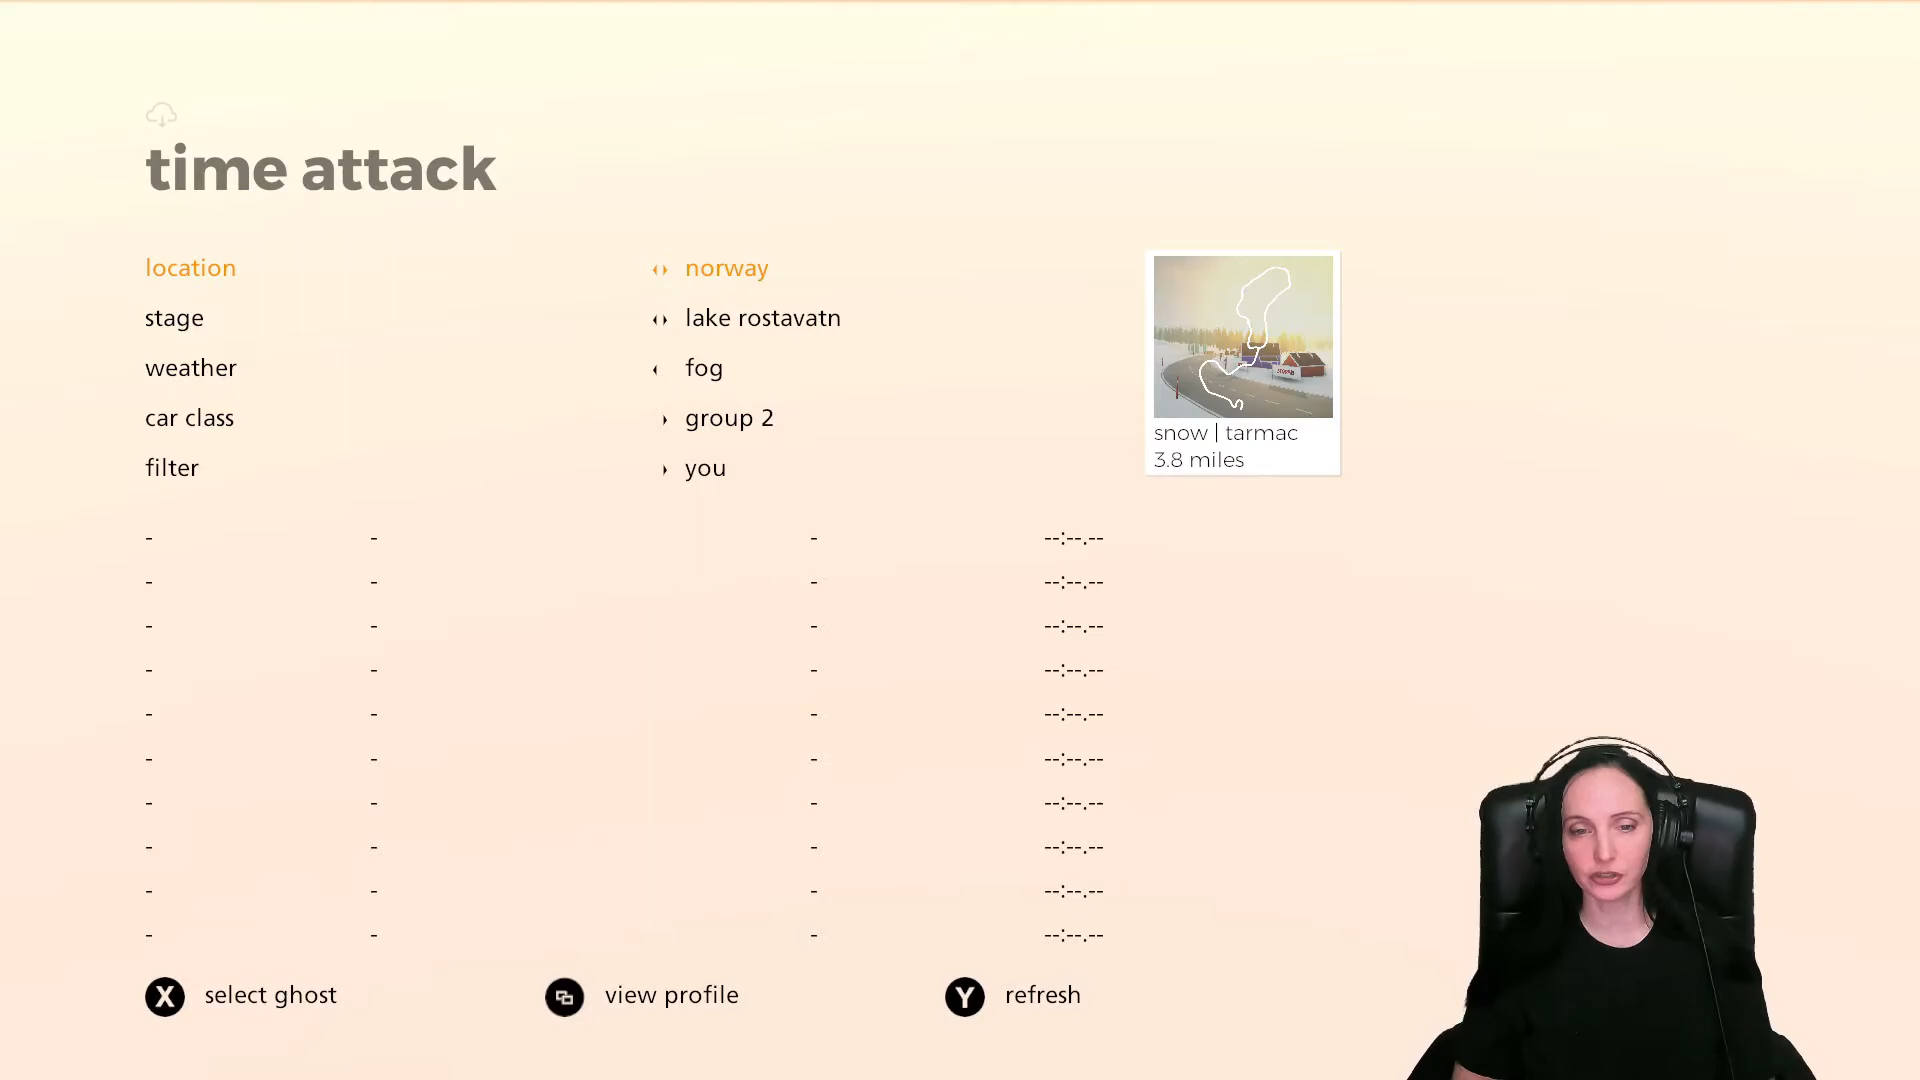 time attack
location norway
stage lake rostavatn
weather fog
car class group 2
filter you
snow | tarmac
3.8 miles
- - - --:--.--
- - - --:--.--
- - - --:--.--
- - - --:--.--
- - - --:--.--
- - - --:--.--
- - - --:--.--
- - - --:--.--
- - - --:--.--
- - - --:--.--
X select ghost view profile Y refresh